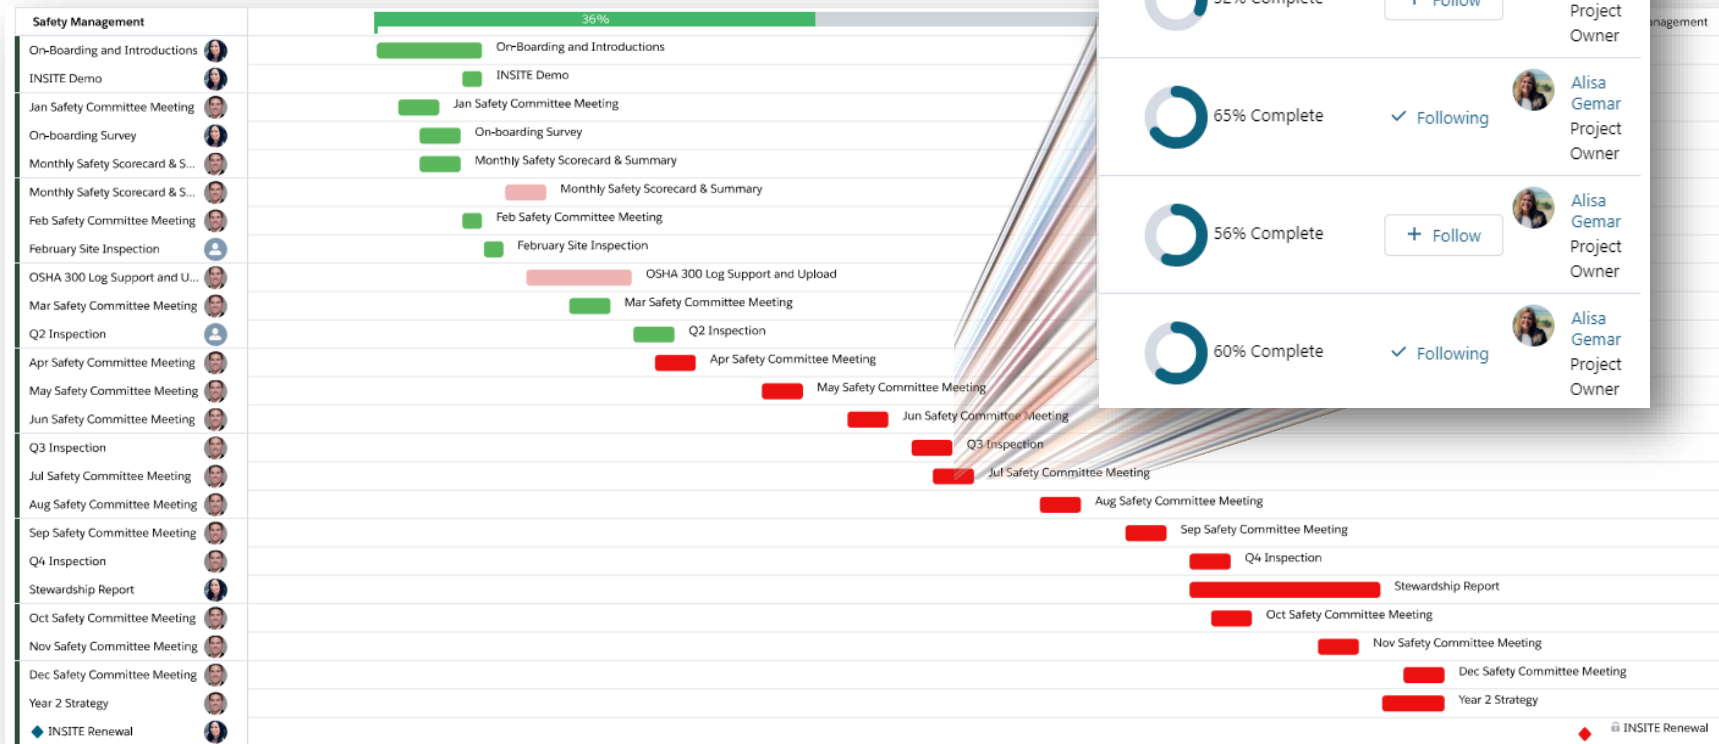 Safety Management
36%
anagement
On-Boarding and Introductions
On-Boarding and Introductions
INSITE Demo
INSITE Demo
Jan Safety Committee Meeting
Jan Safety Committee Meeting
On-boarding Survey
On-boarding Survey
Monthly Safety Scorecard & S...
Monthly Safety Scorecard & Summary
Monthly Safety Scorecard & S...
Monthly Safety Scorecard & Summary
Feb Safety Committee Meeting
Feb Safety Committee Meeting
February Site Inspection
February Site Inspection
OSHA 300 Log Support and U...
OSHA 300 Log Support and Upload
Mar Safety Committee Meeting
Mar Safety Committee Meeting
Q2 Inspection
Q2 Inspection
Apr Safety Committee Meeting
Apr Safety Committee Meeting
May Safety Committee Meeting
May Safety Committee Meeting
Jun Safety Committee Meeting
Jun Safety Committee Meeting
Q3 Inspection
Q3 Inspection
Jul Safety Committee Meeting
Jul Safety Committee Meeting
Aug Safety Committee Meeting
Aug Safety Committee Meeting
Sep Safety Committee Meeting
Sep Safety Committee Meeting
Q4 Inspection
Q4 Inspection
Stewardship Report
Stewardship Report
Oct Safety Committee Meeting
Oct Safety Committee Meeting
Nov Safety Committee Meeting
Nov Safety Committee Meeting
Dec Safety Committee Meeting
Dec Safety Committee Meeting
Year 2 Strategy
Year 2 Strategy
INSITE Renewal
INSITE Renewal
Complete
+ Follow
Project
Owner
65% Complete
Following
Alisa
Gemar
Project
Owner
56% Complete
+ Follow
Alisa
Gemar
Project
Owner
60% Complete
Following
Alisa
Gemar
Project
Owner